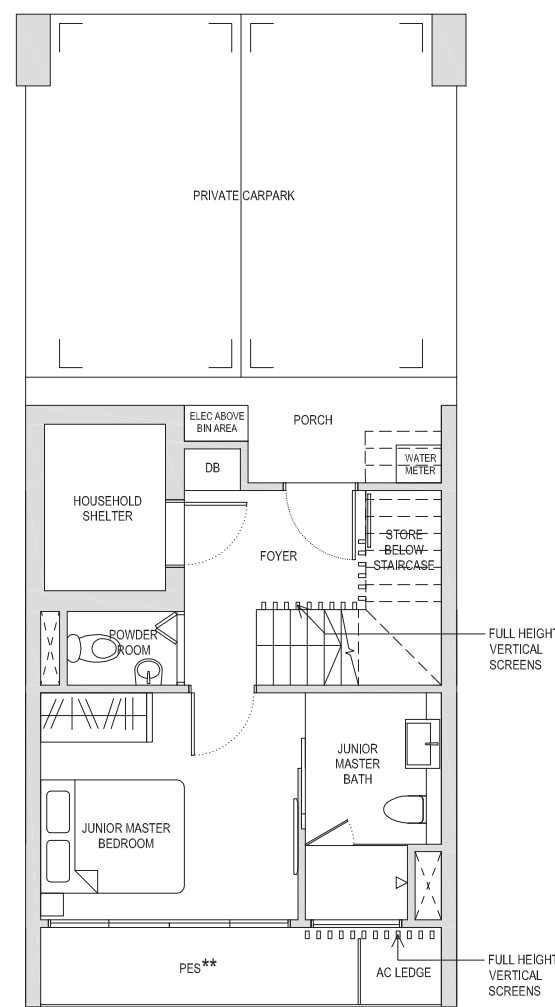 PRIVATE CARPARK
ELEC ABOVE
BIN AREA
PORCH
DB
WATER
METER
HOUSEHOLD
SHELTER
FOYER
STORE
BELOW
STAIRCASE
POWDER
ROOM
FULL HEIGHT
VERTICAL
SCREENS
JUNIOR
MASTER
BATH
JUNIOR MASTER
BEDROOM
PES**
AC LEDGE
FULL HEIGHT
VERTICAL
SCREENS